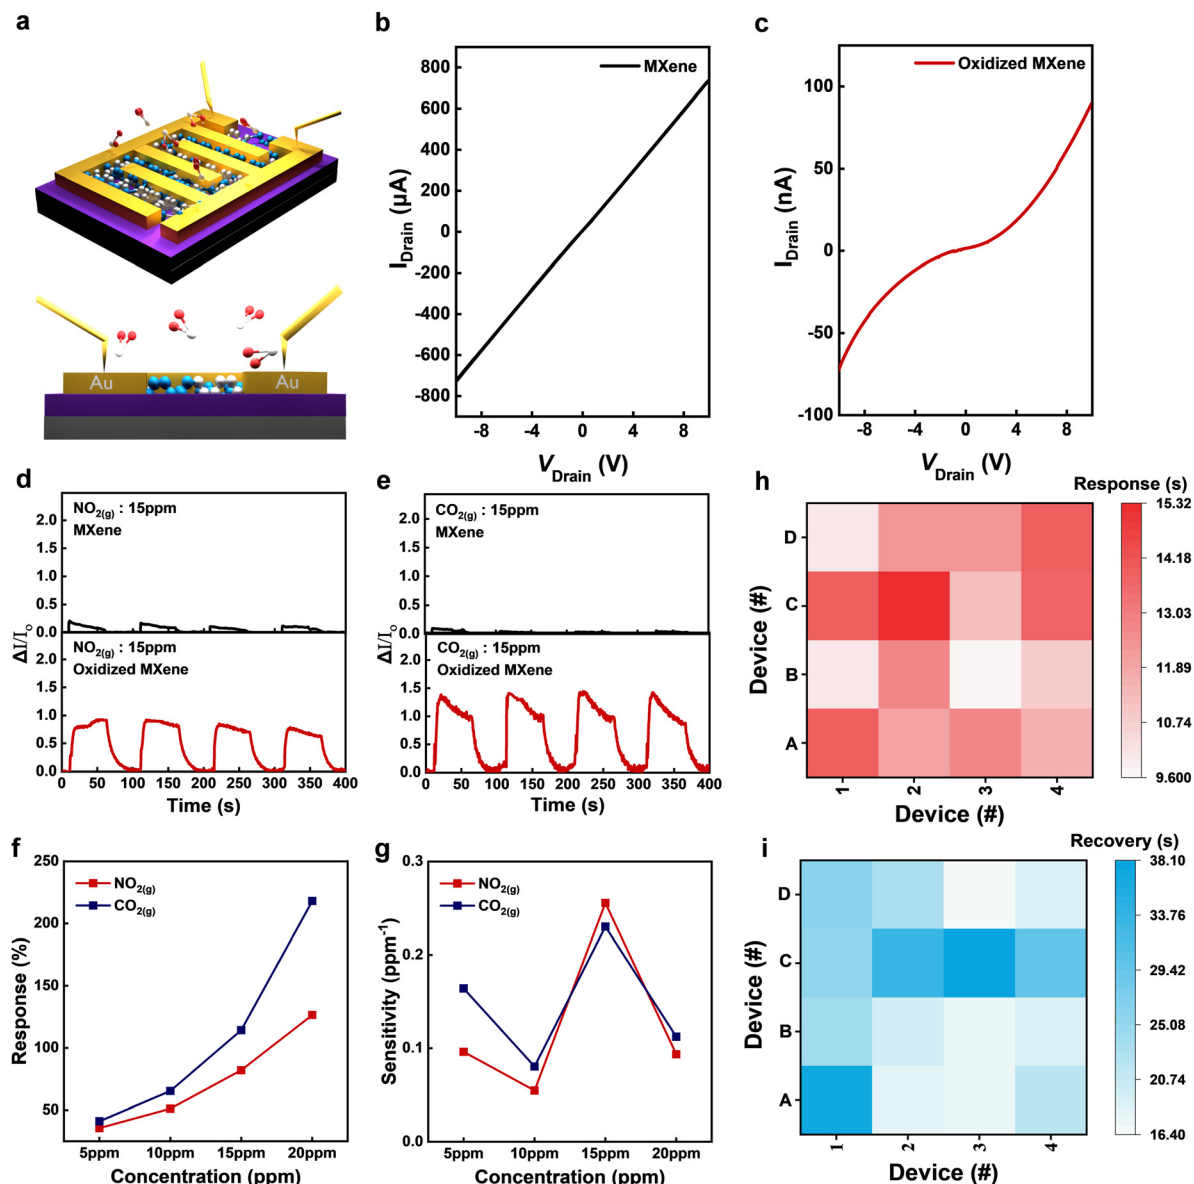 a
Au
Au
b
MXene
800
600
400
200
0
-200
-400
-600
-800
I_Drain (µA)
-8 -4 0 4 8
V_Drain (V)
c
Oxidized MXene
100
50
0
-50
-100
I_Drain (nA)
-8 -4 0 4 8
V_Drain (V)
d
NO2(g) : 15ppm
MXene
2.0
1.5
1.0
0.5
0.0
NO2(g) : 15ppm
Oxidized MXene
2.0
1.5
1.0
0.5
0.0
ΔI/Io
0 50 100 150 200 250 300 350 400
Time (s)
e
CO2(g) : 15ppm
MXene
2.0
1.5
1.0
0.5
0.0
CO2(g) : 15ppm
Oxidized MXene
2.0
1.5
1.0
0.5
0.0
ΔI/Io
0 50 100 150 200 250 300 350 400
Time (s)
h
Response (s)
D
C
B
A
Device (#)
1 2 3 4
Device (#)
15.32
14.18
13.03
11.89
10.74
9.600
f
NO2(g)
CO2(g)
250
200
150
100
50
Response (%)
5ppm 10ppm 15ppm 20ppm
Concentration (ppm)
g
NO2(g)
CO2(g)
0.3
0.2
0.1
0.0
Sensitivity (ppm-1)
5ppm 10ppm 15ppm 20ppm
Concentration (ppm)
i
Recovery (s)
D
C
B
A
Device (#)
1 2 3 4
Device (#)
38.10
33.76
29.42
25.08
20.74
16.40